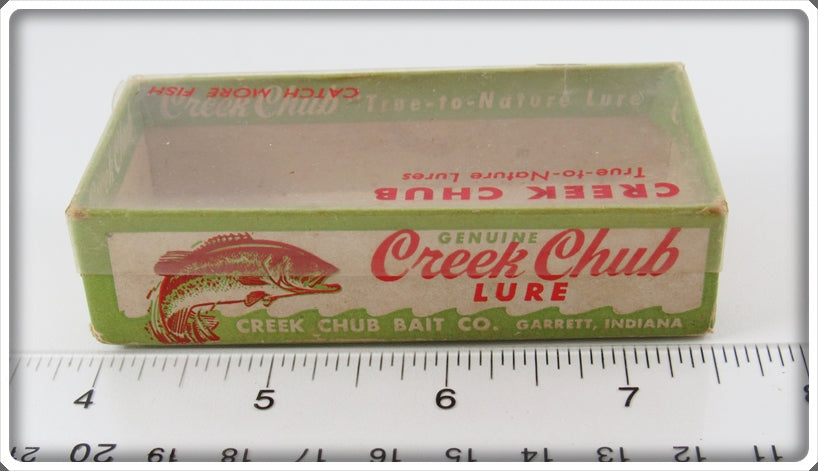 CATCH MORE FISH
Creek Chub True-to-Nature Lure
True-to-Nature Lures
CREEK CHUB
GENUINE
Creek Chub
LURE
CREEK CHUB BAIT CO. GARRETT, INDIANA
4 5 6 7 8
21 20 19 18 17 16 15 14 13 12 11